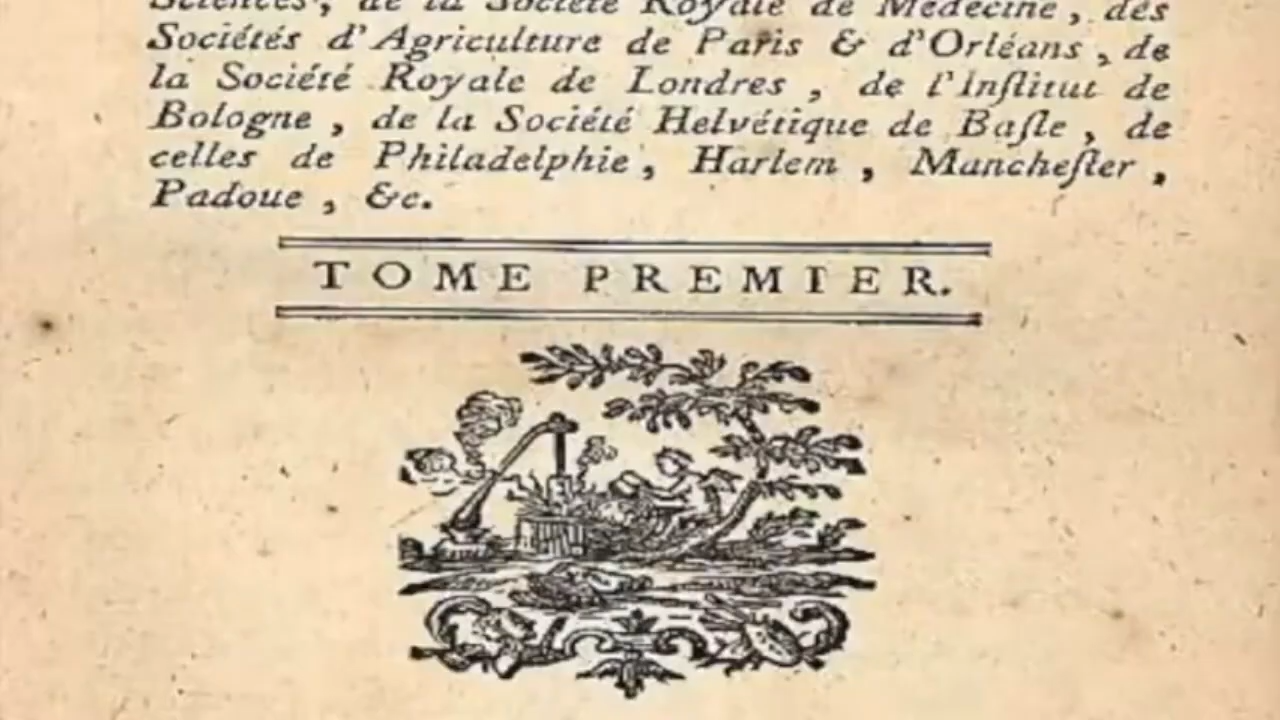 Sciences, de la Société Royale de Médecine, des
Sociétés d'Agriculture de Paris & d'Orléans, de
la Société Royale de Londres, de l'Inſtitut de
Bologne, de la Société Helvétique de Baſle, de
celles de Philadelphie, Harlem, Mancheſter,
Padoue, &c.
TOME PREMIER.